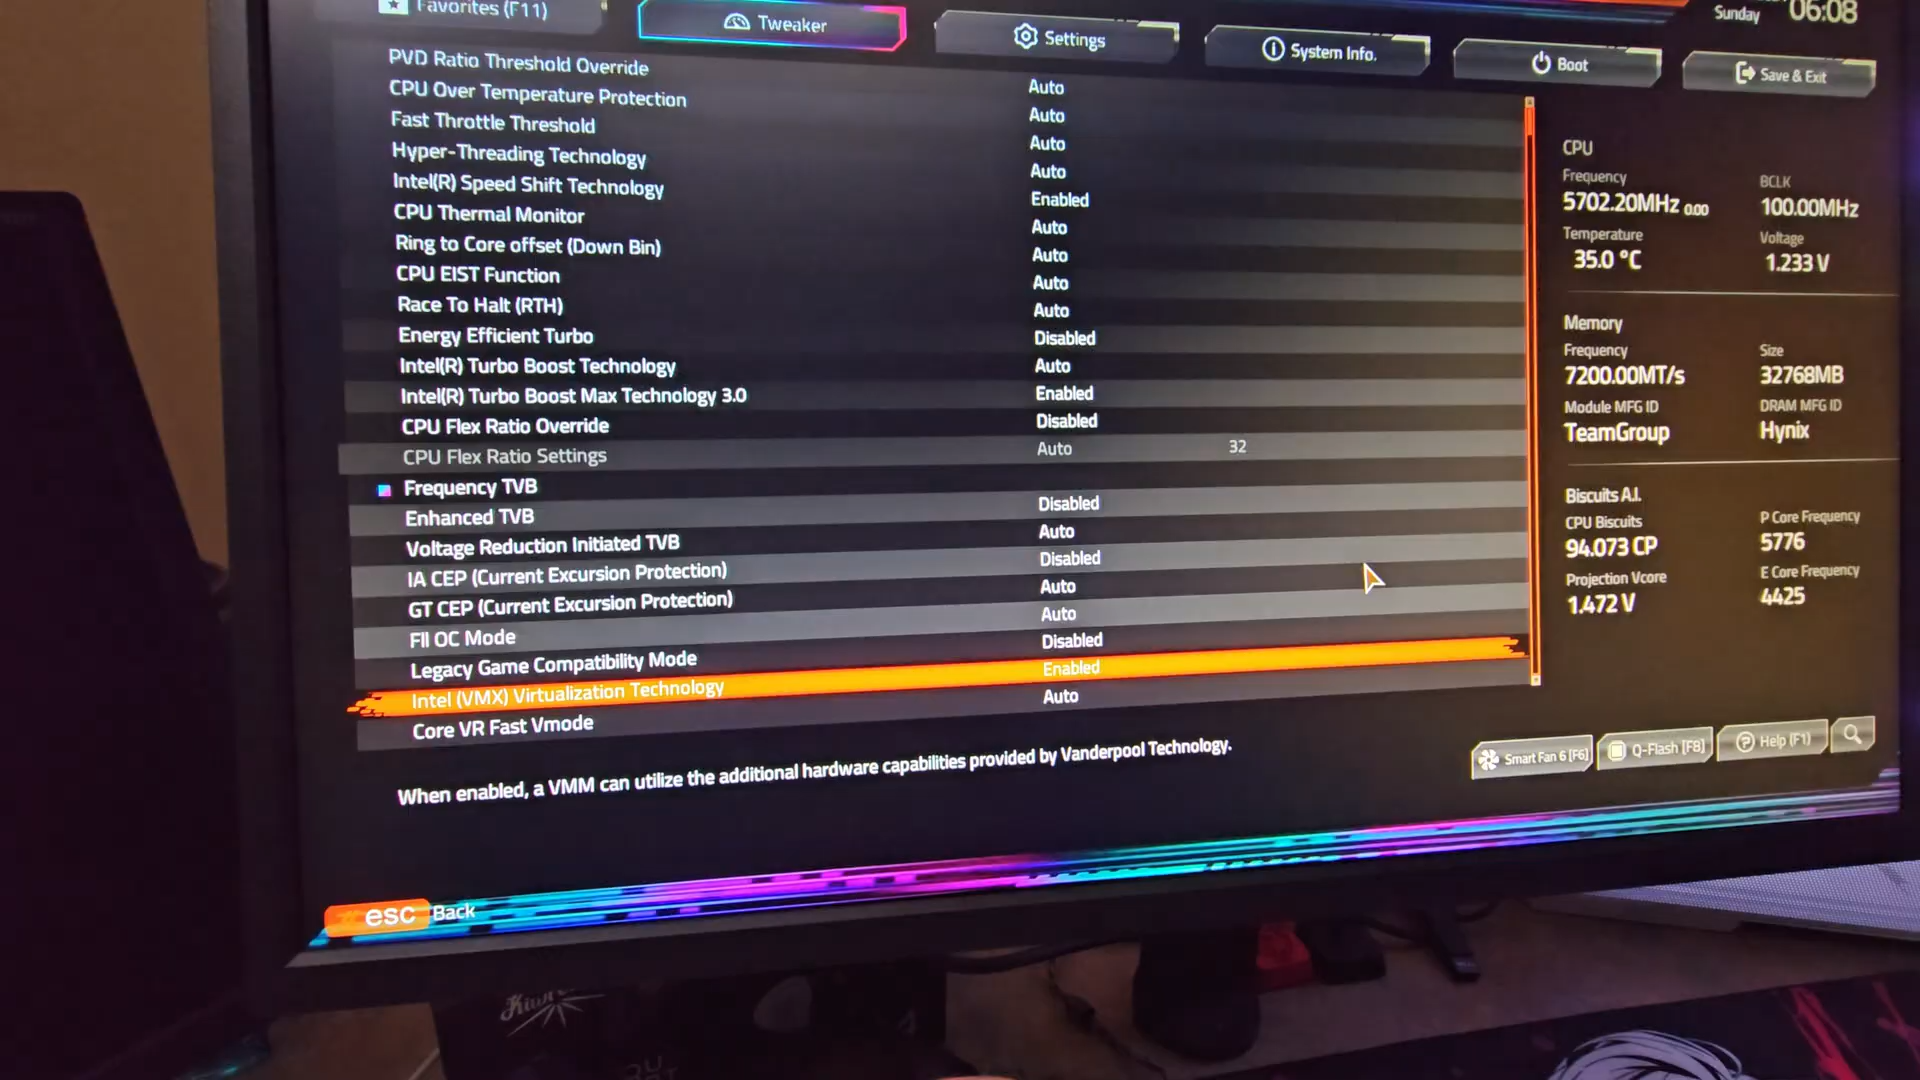 Favorites (F11)
Tweaker
Settings
System Info.
Boot
Save & Exit
Sunday
06:08
PVD Ratio Threshold Override Auto
CPU Over Temperature Protection Auto
Fast Throttle Threshold Auto
Hyper-Threading Technology Auto
Intel(R) Speed Shift Technology Enabled
CPU Thermal Monitor Auto
Ring to Core offset (Down Bin) Auto
CPU EIST Function Auto
Race To Halt (RTH) Auto
Energy Efficient Turbo Disabled
Intel(R) Turbo Boost Technology Auto
Intel(R) Turbo Boost Max Technology 3.0 Enabled
CPU Flex Ratio Override Disabled
CPU Flex Ratio Settings Auto 32
Frequency TVB Disabled
Enhanced TVB Auto
Voltage Reduction Initiated TVB Disabled
IA CEP (Current Excursion Protection) Auto
GT CEP (Current Excursion Protection) Auto
FII OC Mode Disabled
Legacy Game Compatibility Mode
Intel (VMX) Virtualization Technology Enabled
Core VR Fast Vmode Auto
When enabled, a VMM can utilize the additional hardware capabilities provided by Vanderpool Technology.
esc Back
CPU
Frequency BCLK
5702.20MHz 0.00 100.00MHz
Temperature Voltage
35.0 °C 1.233 V
Memory
Frequency Size
7200.00MT/s 32768MB
Module MFG ID DRAM MFG ID
TeamGroup Hynix
Biscuits A.I.
CPU Biscuits P Core Frequency
94.073 CP 5776
Projection Vcore E Core Frequency
1.472 V 4425
Smart Fan 6 [F6]
Q-Flash [F8]
Help (F1)